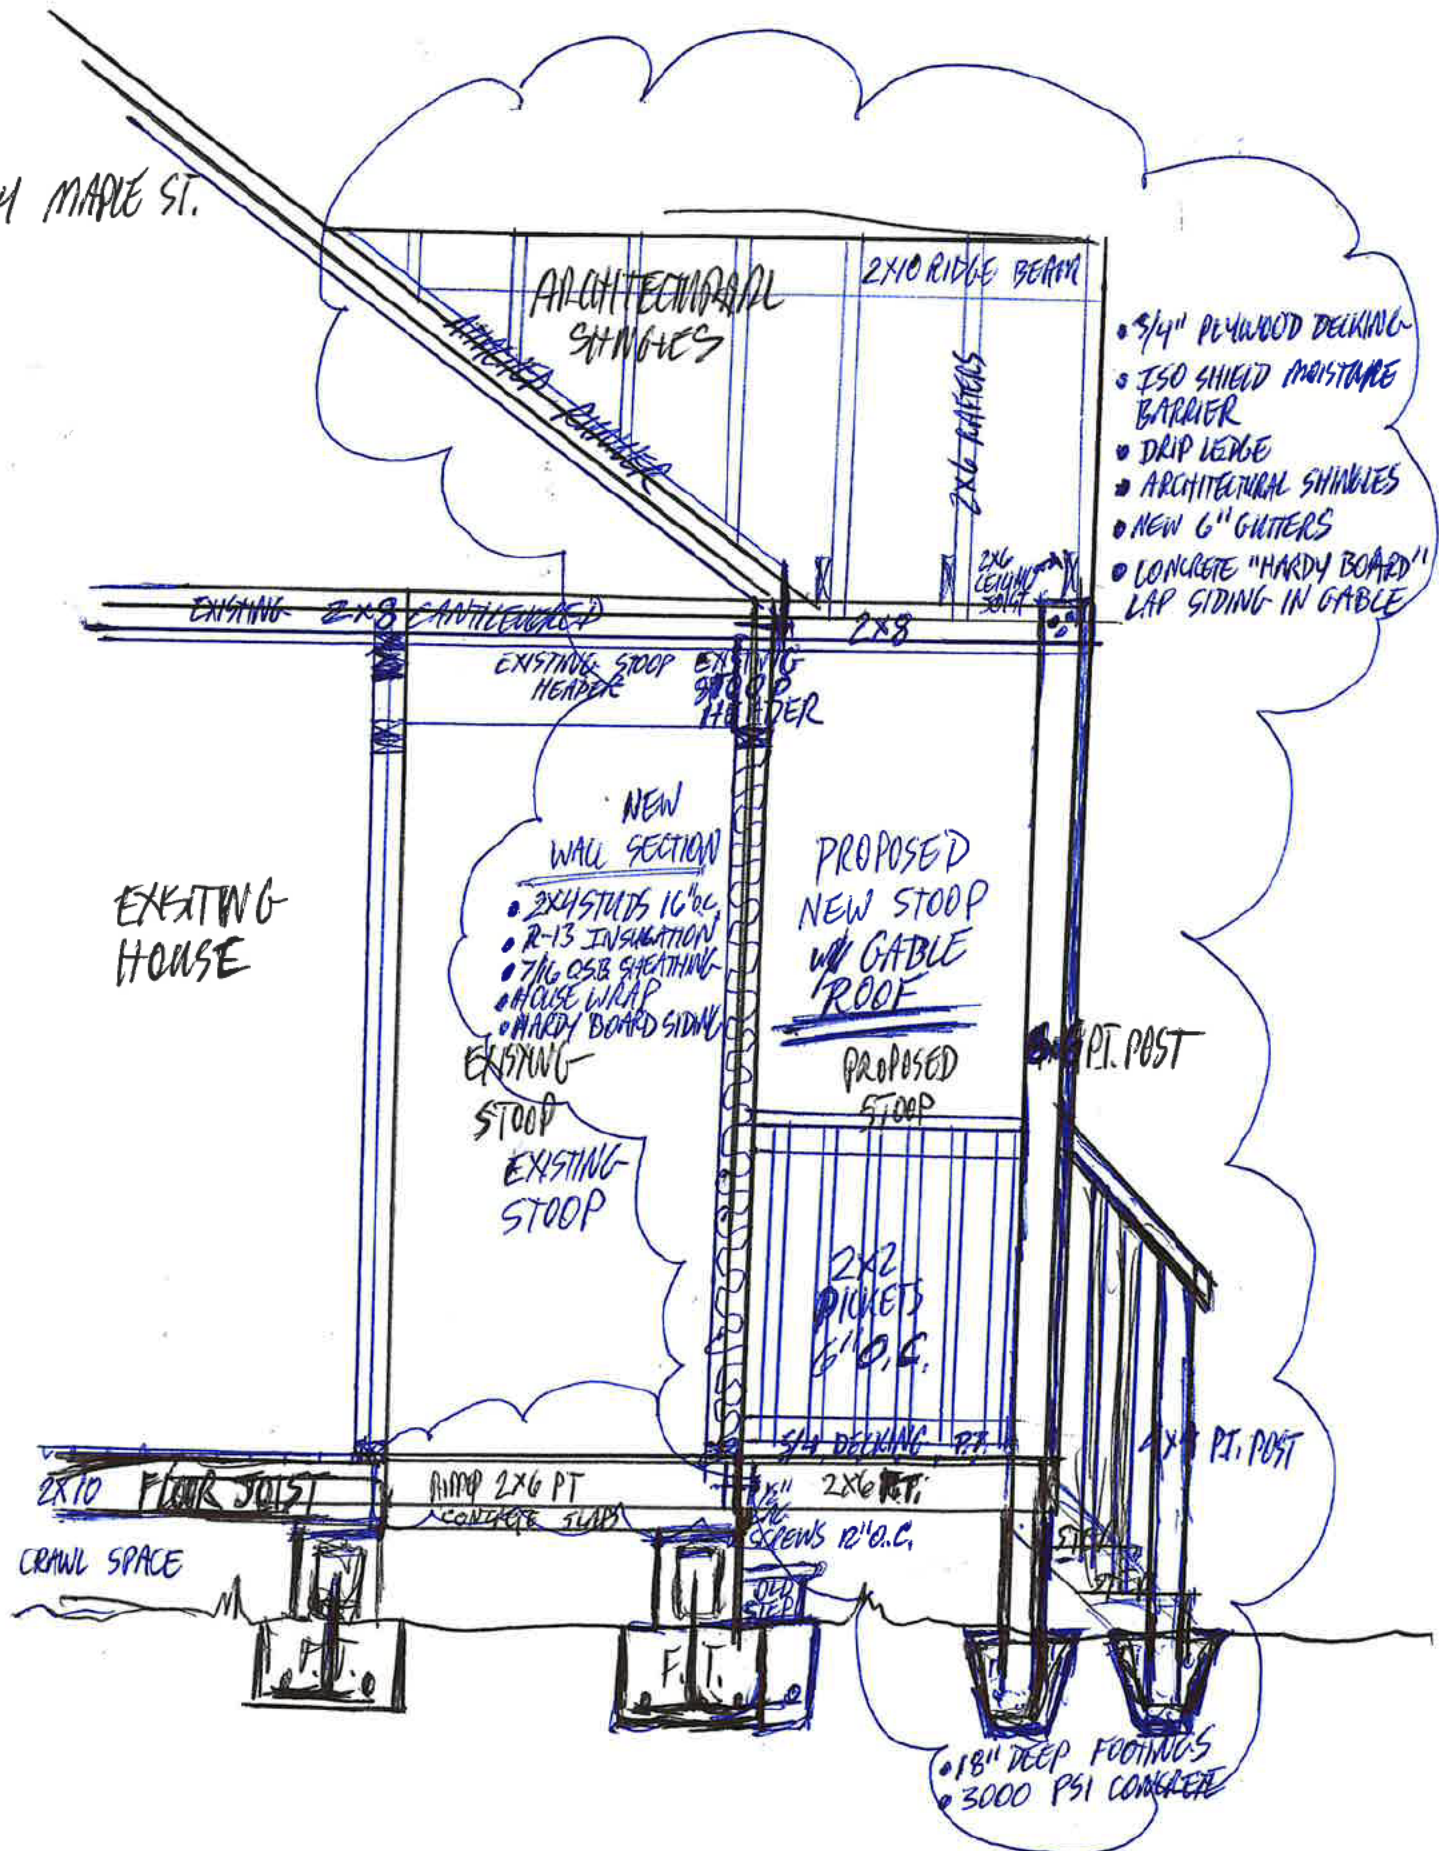 MAPLE ST.
ARCHITECTURAL
SHINGLES
2X10 RIDGE BEAM
ATTACHED RUNNER
2X6 RAFTERS
2X6
CEILING
JOIST
• 3/4" PLYWOOD DECKING
• ISO SHIELD MOISTURE
BARRIER
• DRIP LEDGE
• ARCHITECTURAL SHINGLES
• NEW 6" GUTTERS
• CONCRETE "HARDY BOARD"
LAP SIDING IN GABLE
EXISTING 2X8 CANTILEVERED
2X8
EXISTING STOOP
HEADER
EXISTING
STOOP
HEADER
NEW
WALL SECTION
• 2X4 STUDS 16" O.C.
• R-13 INSULATION
• 7/16 OSB SHEATHING
• HOUSE WRAP
• HARDY BOARD SIDING
EXISTING
HOUSE
PROPOSED
NEW STOOP
W/ GABLE
ROOF
EXISTING
STOOP
EXISTING
STOOP
PROPOSED
STOOP
P.T. POST
2X2
PICKETS
6" O.C.
5/4 DECKING P.T.
4X4 P.T. POST
2X10 FLOOR JOIST
2X6 PT
CONCRETE SLAB
2X6 P.T.
SCREWS 12" O.C.
CRAWL SPACE
OLD
STEP
STEP
STEP
F.T.
F.T.
• 18" DEEP FOOTINGS
• 3000 PSI CONCRETE